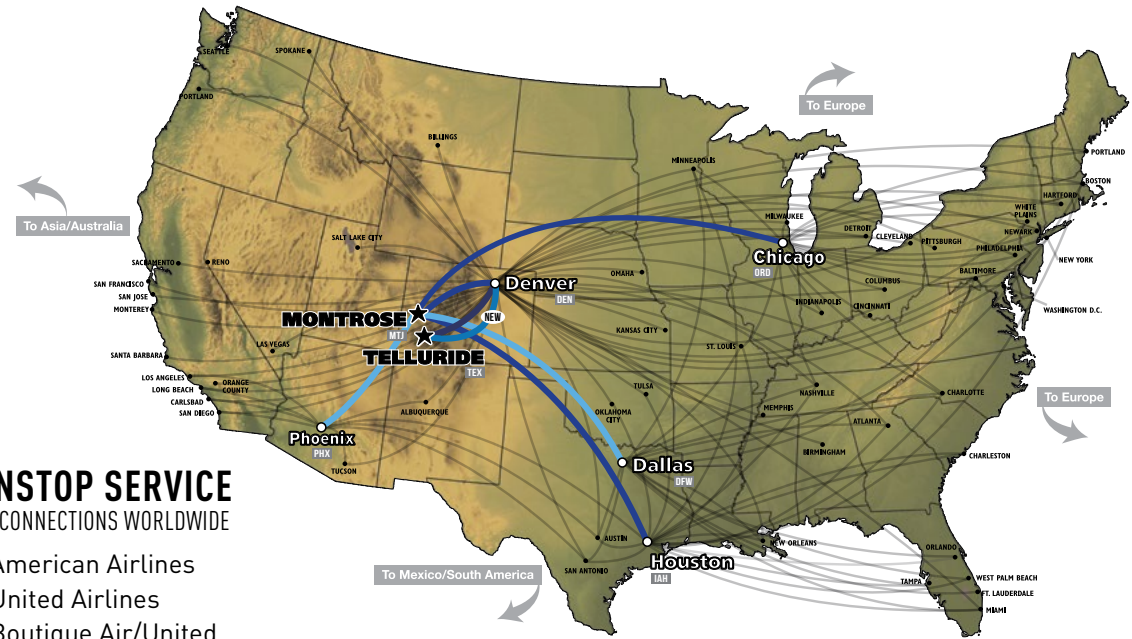 SEATTLE
SPOKANE
PORTLAND
BILLINGS
MINNEAPOLIS
To Europe
PORTLAND
BOSTON
HARTFORD
WHITE
PLAINS
NEWARK
NEW YORK
PHILADELPHIA
MILWAUKEE
DETROIT
CLEVELAND
PITTSBURGH
BALTIMORE
WASHINGTON D.C.
To Asia/Australia
SALT LAKE CITY
SACRAMENTO
RENO
SAN FRANCISCO
SAN JOSE
MONTEREY
Chicago
ORD
OMAHA
Denver
DEN
COLUMBUS
INDIANAPOLIS
CINCINNATI
MONTROSE
MTJ
NEW
TELLURIDE
TEX
KANSAS CITY
ST. LOUIS
LAS VEGAS
SANTA BARBARA
LOS ANGELES
LONG BEACH
ORANGE
COUNTY
CARLSBAD
SAN DIEGO
ALBUQUERQUE
TULSA
OKLAHOMA
CITY
NASHVILLE
MEMPHIS
CHARLOTTE
ATLANTA
BIRMINGHAM
To Europe
CHARLESTON
Phoenix
PHX
TUCSON
Dallas
DFW
AUSTIN
SAN ANTONIO
Houston
IAH
NEW ORLEANS
ORLANDO
TAMPA
WEST PALM BEACH
FT. LAUDERDALE
MIAMI
To Mexico/South America
NSTOP SERVICE
CONNECTIONS WORLDWIDE
American Airlines
United Airlines
Boutique Air/United